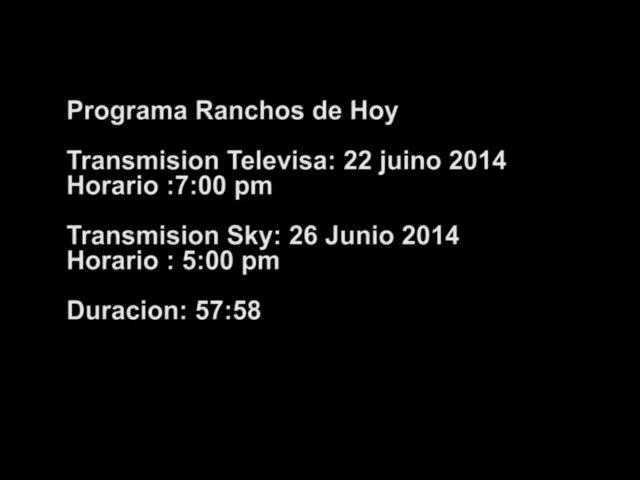 Programa Ranchos de Hoy
Transmision Televisa: 22 juino 2014
Horario :7:00 pm
Transmision Sky: 26 Junio 2014
Horario : 5:00 pm
Duracion: 57:58